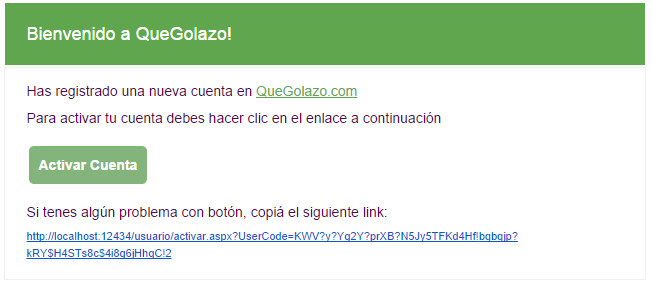 Bienvenido a QueGolazo!
Has registrado una nueva cuenta en QueGolazo.com
Para activar tu cuenta debes hacer clic en el enlace a continuación
Activar Cuenta
Si tenes algún problema con botón, copiá el siguiente link:
http://localhost:12434/usuario/activar.aspx?UserCode=KWV?y?Yg2Y?prXB?N5Jy5TFKd4Hf!bqbqjp?
kRY$H4STs8c$4i8q6jHhqC!2